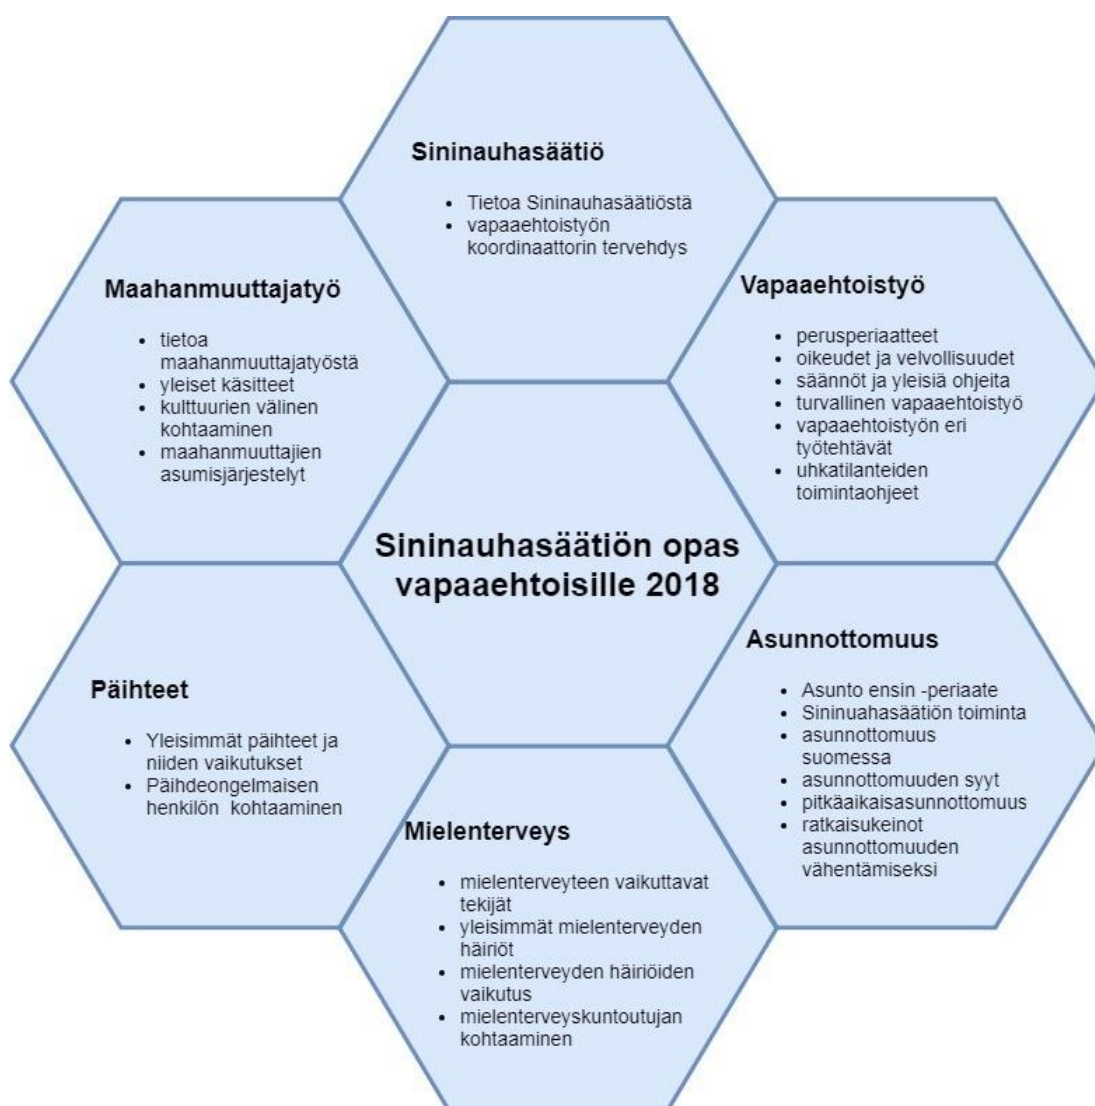 Sininauhasäätiö
• Tietoa Sininauhasäätiöstä
• vapaaehtoistyön
koordinaattorin tervehdys
Maahanmuuttajatyö
• tietoa
maahanmuuttajatyöstä
• yleiset käsitteet
• kulttuurien välinen
kohtaaminen
• maahanmuuttajien
asumisjärjestelyt
Vapaaehtoistyö
• perusperiaatteet
• oikeudet ja velvollisuudet
• säännöt ja yleisiä ohjeita
• turvallinen vapaaehtoistyö
• vapaaehtoistyön eri
työtehtävät
• uhkatilanteiden
toimintaohjeet
Sininauhasäätiön opas
vapaaehtoisille 2018
Päihteet
• Yleisimmät päihteet ja
niiden vaikutukset
• Päihdeongelmaisen
henkilön kohtaaminen
Asunnottomuus
• Asunto ensin -periaate
• Sininuahasäätiön toiminta
• asunnottomuus
suomessa
• asunnottomuuden syyt
• pitkäaikaisasunnottomuus
• ratkaisukeinot
asunnottomuuden
vähentämiseksi
Mielenterveys
• mielenterveyteen vaikuttavat
tekijät
• yleisimmät mielenterveyden
häiriöt
• mielenterveyden häiriöiden
vaikutus
• mielenterveyskuntoutujan
kohtaaminen